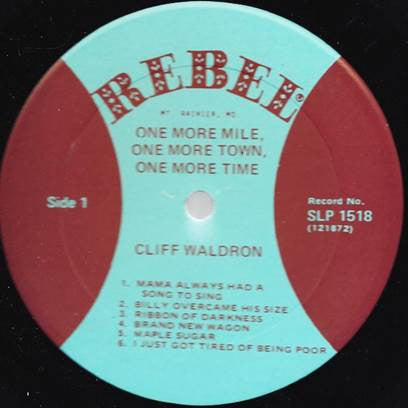 REBEL
MT. RAINIER, MD.
ONE MORE MILE,
ONE MORE TOWN,
ONE MORE TIME
Side 1
Record No.
SLP 1518
(121872)
CLIFF WALDRON
1. MAMA ALWAYS HAD A
SONG TO SING
2. BILLY OVERCAME HIS SIZE
3. RIBBON OF DARKNESS
4. BRAND NEW WAGON
5. MAPLE SUGAR
6. I JUST GOT TIRED OF BEING POOR